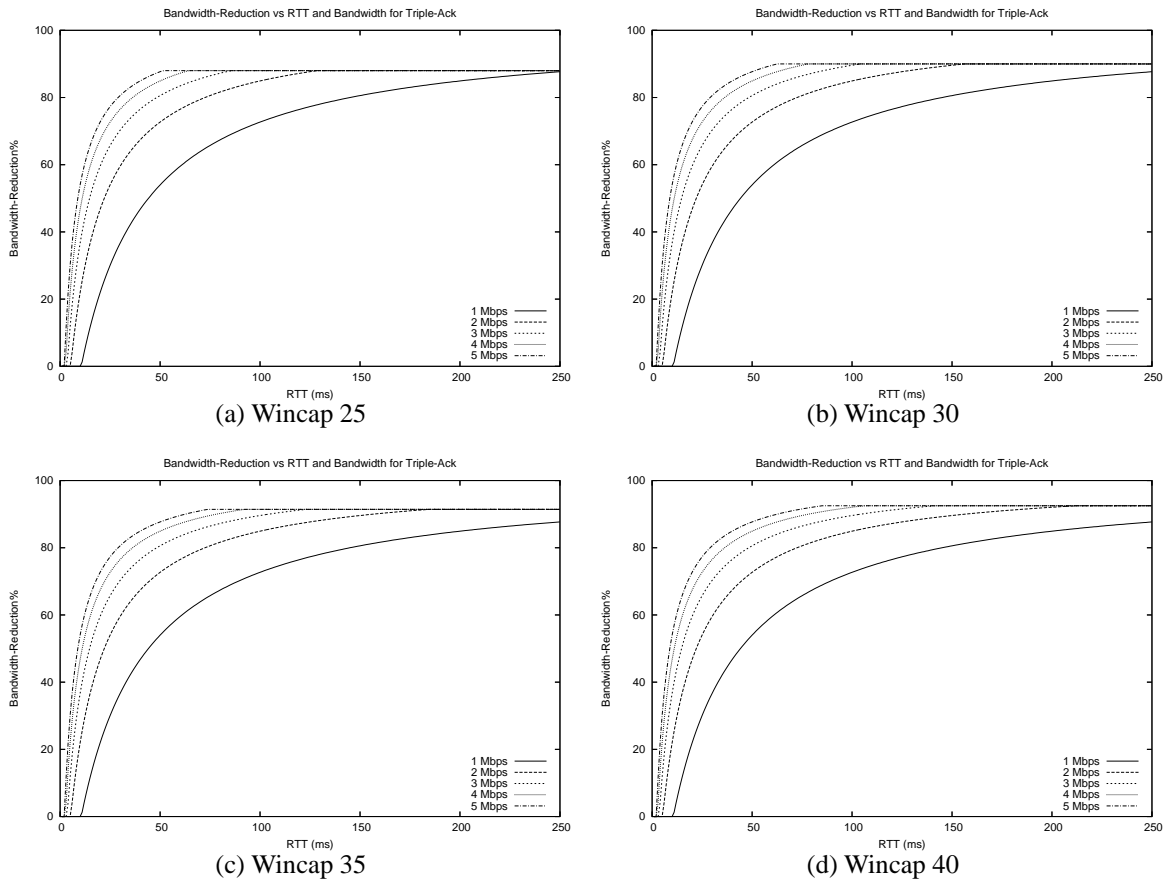 Bandwidth-Reduction vs RTT and Bandwidth for Triple-Ack
Bandwidth-Reduction%
100
80
60
40
20
0
1 Mbps
2 Mbps
3 Mbps
4 Mbps
5 Mbps
0 50 100 150 200 250
RTT (ms)
(a) Wincap 25
Bandwidth-Reduction vs RTT and Bandwidth for Triple-Ack
Bandwidth-Reduction%
100
80
60
40
20
0
1 Mbps
2 Mbps
3 Mbps
4 Mbps
5 Mbps
0 50 100 150 200 250
RTT (ms)
(b) Wincap 30
Bandwidth-Reduction vs RTT and Bandwidth for Triple-Ack
Bandwidth-Reduction%
100
80
60
40
20
0
1 Mbps
2 Mbps
3 Mbps
4 Mbps
5 Mbps
0 50 100 150 200 250
RTT (ms)
(c) Wincap 35
Bandwidth-Reduction vs RTT and Bandwidth for Triple-Ack
Bandwidth-Reduction%
100
80
60
40
20
0
1 Mbps
2 Mbps
3 Mbps
4 Mbps
5 Mbps
0 50 100 150 200 250
RTT (ms)
(d) Wincap 40